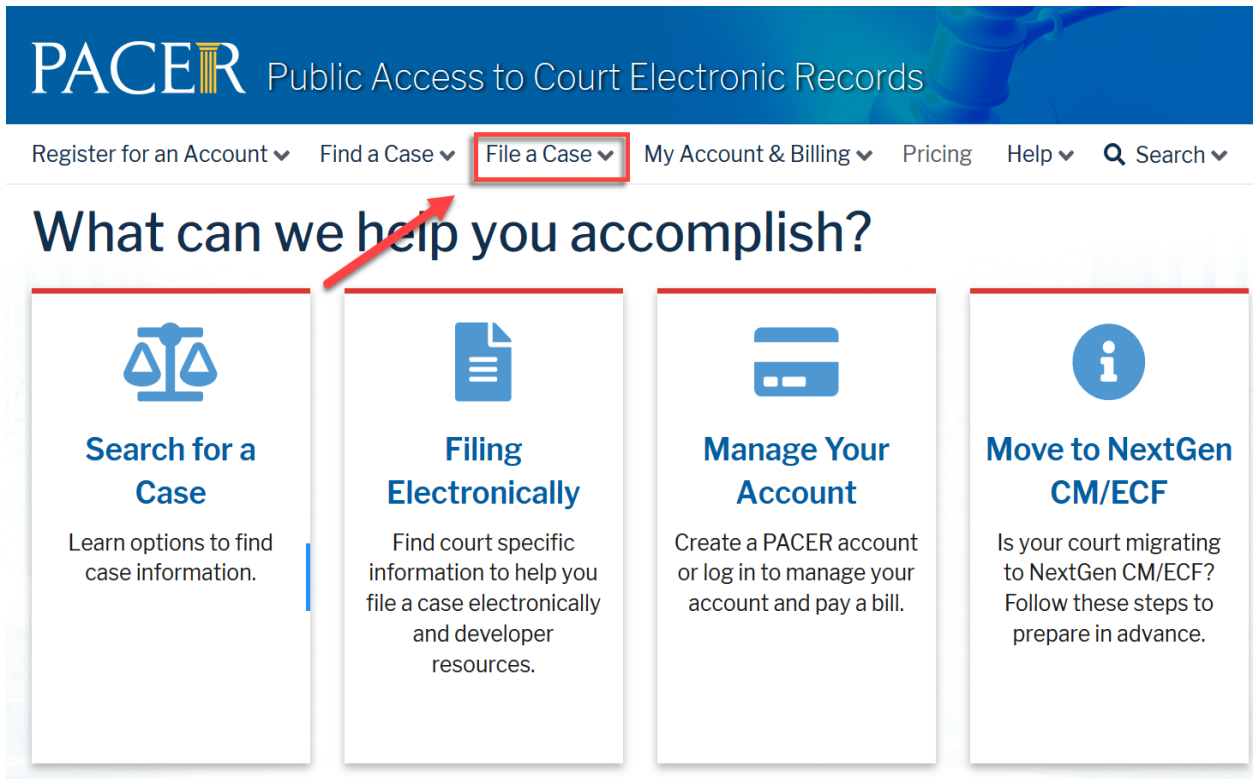 PACER Public Access to Court Electronic Records
Register for an Account Find a Case File a Case My Account & Billing Pricing Help Search
What can we help you accomplish?
Search for a
Case
Learn options to find
case information.
Filing
Electronically
Find court specific
information to help you
file a case electronically
and developer
resources.
Manage Your
Account
Create a PACER account
or log in to manage your
account and pay a bill.
Move to NextGen
CM/ECF
Is your court migrating
to NextGen CM/ECF?
Follow these steps to
prepare in advance.